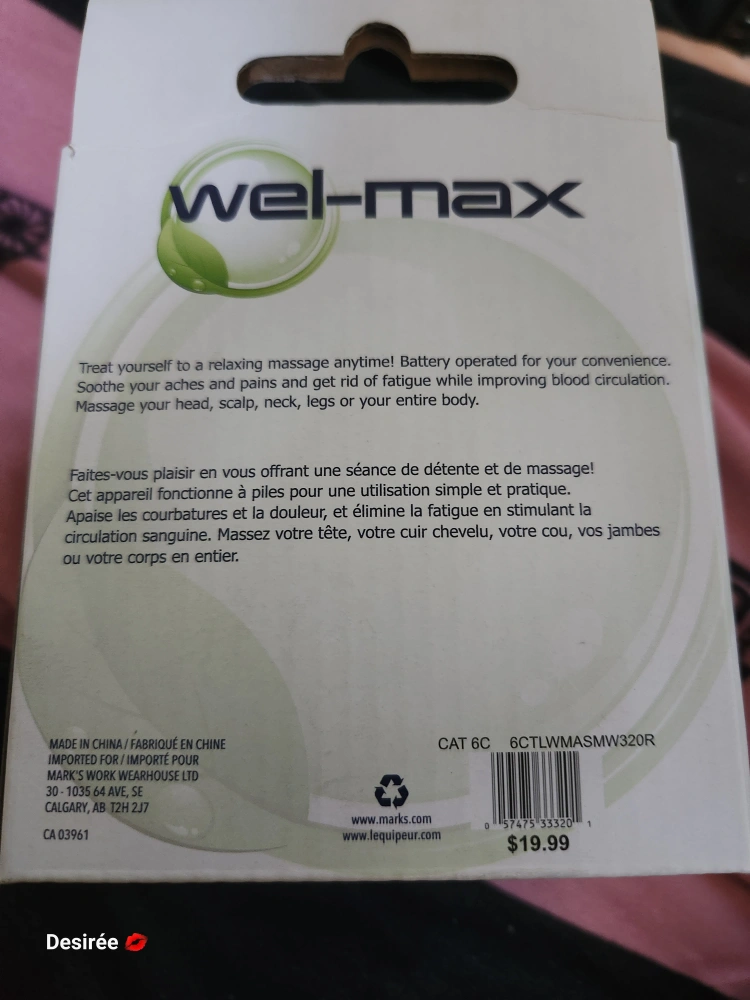 wel-max
Treat yourself to a relaxing massage anytime! Battery operated for your convenience.
Soothe your aches and pains and get rid of fatigue while improving blood circulation.
Massage your head, scalp, neck, legs or your entire body.
Faites-vous plaisir en vous offrant une séance de détente et de massage!
Cet appareil fonctionne à piles pour une utilisation simple et pratique.
Apaise les courbatures et la douleur, et élimine la fatigue en stimulant la
circulation sanguine. Massez votre tête, votre cuir chevelu, votre cou, vos jambes
ou votre corps en entier.
MADE IN CHINA / FABRIQUÉ EN CHINE
IMPORTED FOR / IMPORTÉ POUR
MARK'S WORK WEARHOUSE LTD
30 - 1035 64 AVE, SE
CALGARY, AB T2H 2J7
CA 03961
www.marks.com
www.lequipeur.com
CAT 6C 6CTLWMASMW320R
0 57475 33320 1
$19.99
Desirée 💋